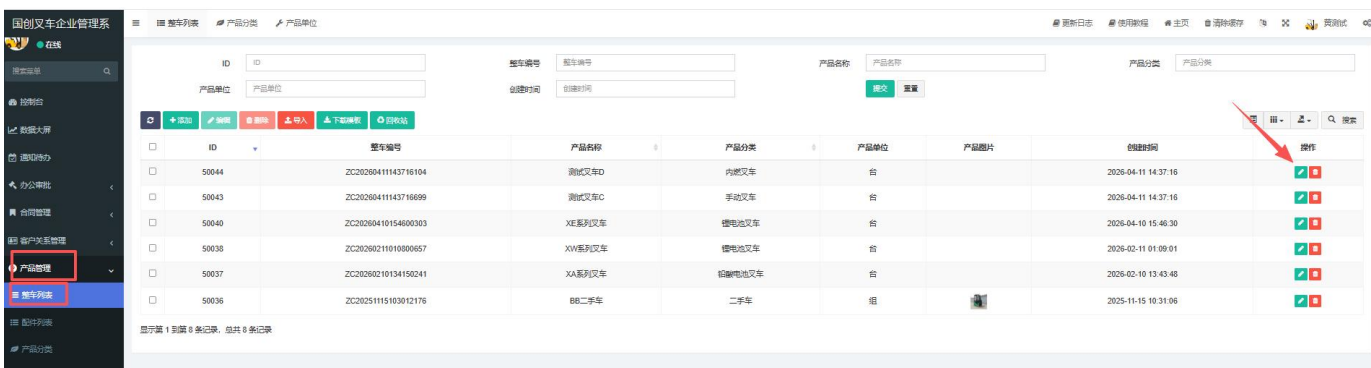 国创叉车企业管理系
整车列表 产品分类 产品单位
更新日志 使用教程 主页 清除缓存 黄测试
在线
搜索菜单
控制台
数据大屏
通知待办
办公审批
合同管理
客户关系管理
产品管理
整车列表
配件列表
产品分类
ID ID 整车编号 整车编号 产品名称 产品名称 产品分类 产品分类
产品单位 产品单位 创建时间 创建时间 提交 重置
+添加 编辑 删除 导入 下载模板 回收站 搜索
ID 整车编号 产品名称 产品分类 产品单位 产品图片 创建时间 操作
50044 ZC20260411143716104 测试叉车D 内燃叉车 台 2026-04-11 14:37:16
50043 ZC20260411143716699 测试叉车C 手动叉车 台 2026-04-11 14:37:16
50040 ZC20260410154600303 XE系列叉车 锂电池叉车 台 2026-04-10 15:46:30
50038 ZC20260211010800657 XW系列叉车 锂电池叉车 台 2026-02-11 01:09:01
50037 ZC20260210134150241 XA系列叉车 铅酸电池叉车 台 2026-02-10 13:43:48
50036 ZC20251115103012176 BB二手车 二手车 组 2025-11-15 10:31:06
显示第 1 到第 8 条记录，总共 8 条记录